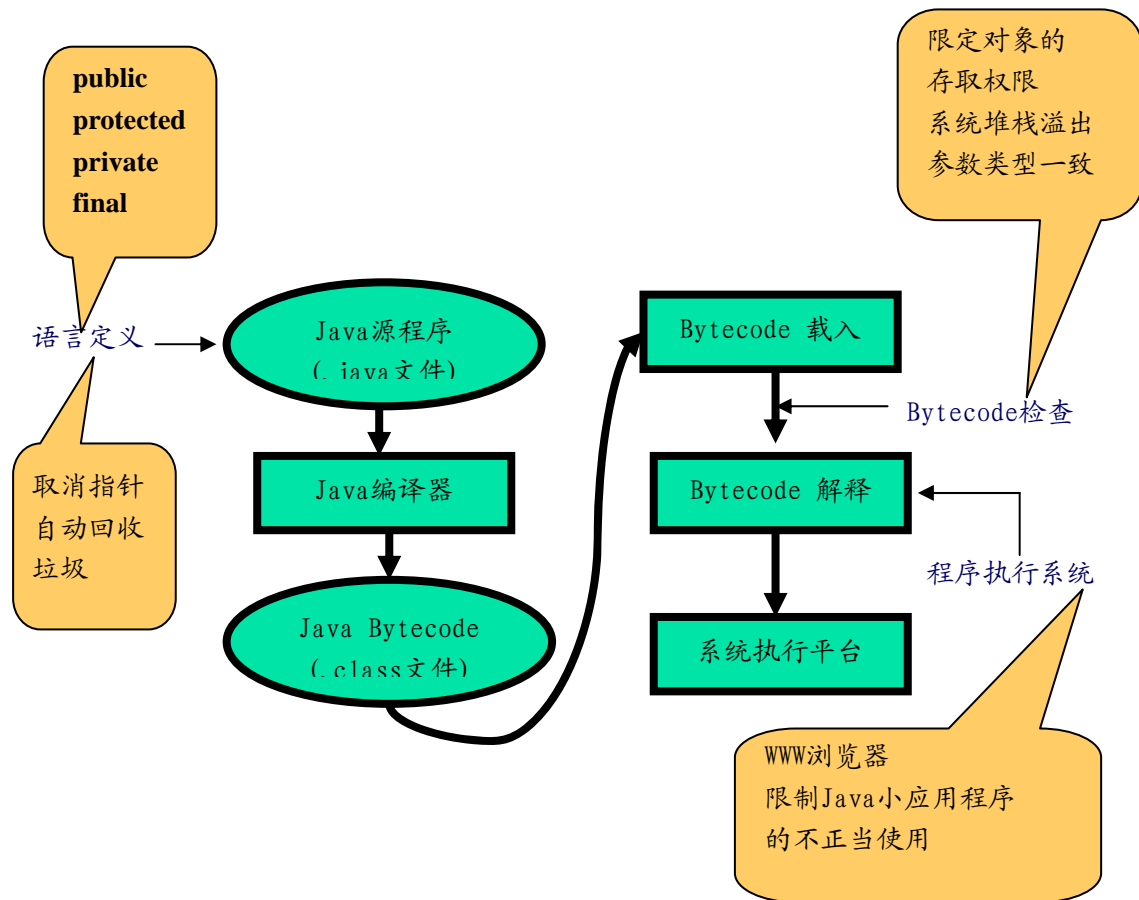 public
protected
private
final
限定对象的
存取权限
系统堆栈溢出
参数类型一致
语言定义
Java源程序
(.java文件)
Bytecode 载入
Bytecode检查
取消指针
自动回收
垃圾
Java编译器
Bytecode 解释
程序执行系统
Java Bytecode
(.class文件)
系统执行平台
WWW浏览器
限制Java小应用程序
的不正当使用